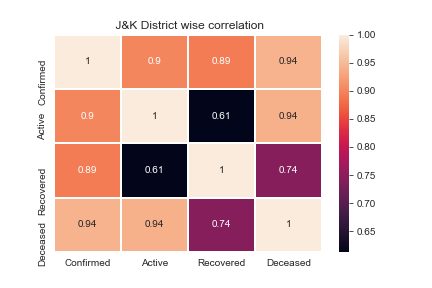 J&K District wise correlation
Confirmed 1 0.9 0.89 0.94
Active 0.9 1 0.61 0.94
Recovered 0.89 0.61 1 0.74
Deceased 0.94 0.94 0.74 1
Confirmed Active Recovered Deceased
1.00
0.95
0.90
0.85
0.80
0.75
0.70
0.65